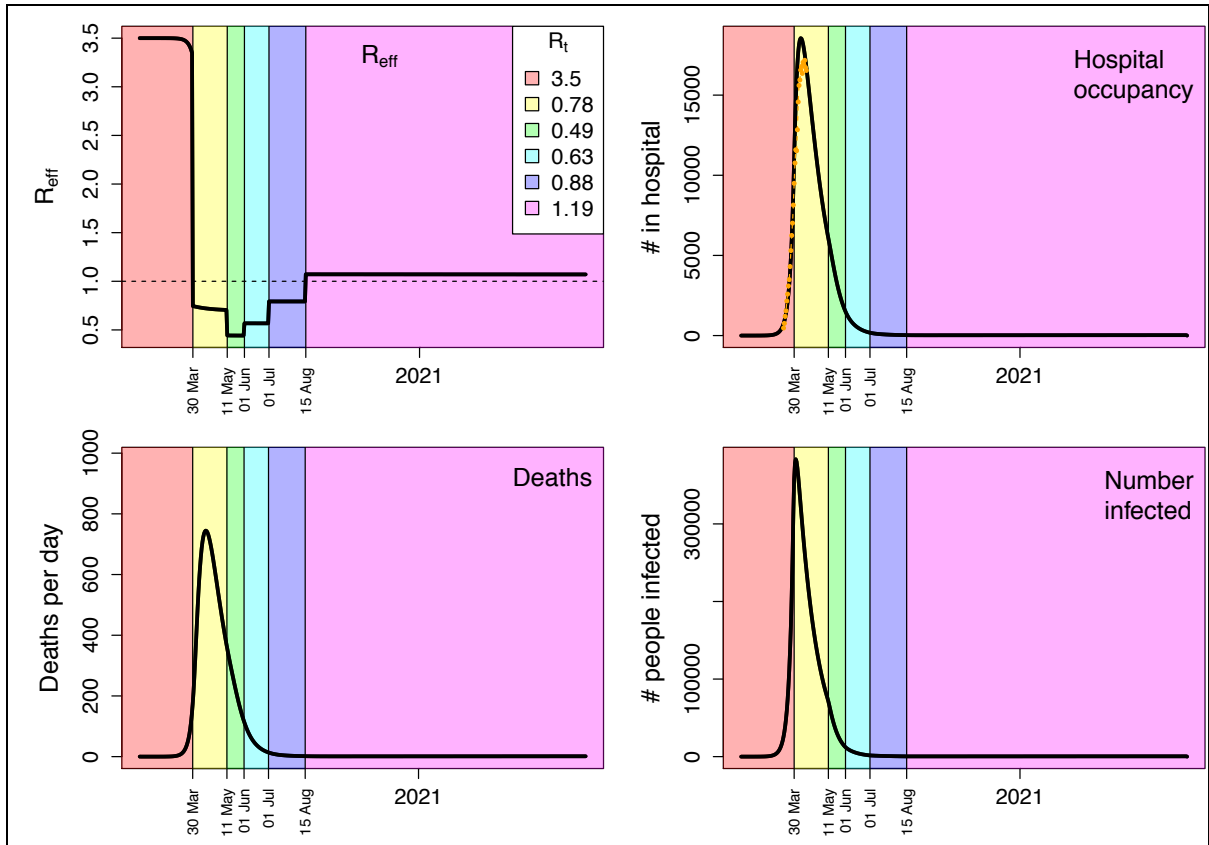 R_eff
R_t
3.5
0.78
0.49
0.63
0.88
1.19
R_eff
0.5
1.0
1.5
2.0
2.5
3.0
3.5
30 Mar
11 May
01 Jun
01 Jul
15 Aug
2021
Hospital
occupancy
# in hospital
0
5000
10000
15000
30 Mar
11 May
01 Jun
01 Jul
15 Aug
2021
Deaths
Deaths per day
0
200
400
600
800
1000
30 Mar
11 May
01 Jun
01 Jul
15 Aug
2021
Number
infected
# people infected
0
100000
300000
30 Mar
11 May
01 Jun
01 Jul
15 Aug
2021